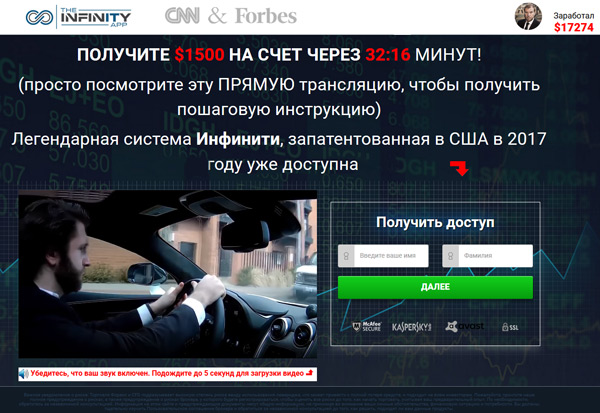 THE
INFINITY
APP
CNN & Forbes
Заработал
$17274
ПОЛУЧИТЕ $1500 НА СЧЕТ ЧЕРЕЗ 32:16 МИНУТ!
(просто посмотрите эту ПРЯМУЮ трансляцию, чтобы получить
пошаговую инструкцию)
Легендарная система Инфинити, запатентованная в США в 2017
году уже доступна
Получить доступ
Введите ваше имя
Фамилия
ДАЛЕЕ
McAfee
SECURE
KASPERSKY
avast
SSL
Убедитесь, что ваш звук включен. Подождите до 5 секунд для загрузки видео